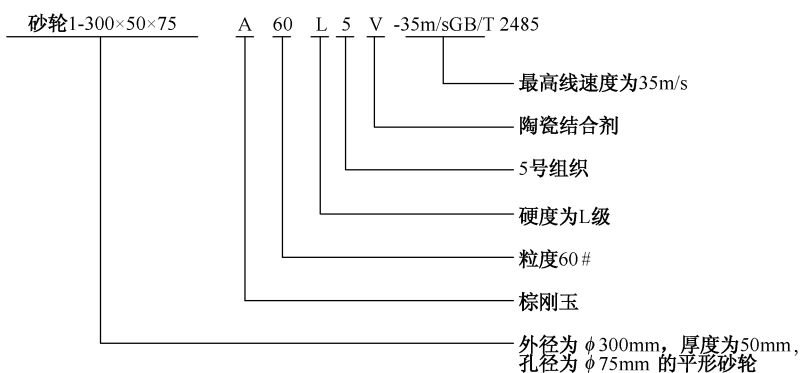 砂轮1-300×50×75 A 60 L 5 V -35m/sGB/T 2485
最高线速度为35m/s
陶瓷结合剂
5号组织
硬度为L级
粒度60#
棕刚玉
外径为ϕ300mm，厚度为50mm，
孔径为ϕ75mm 的平形砂轮